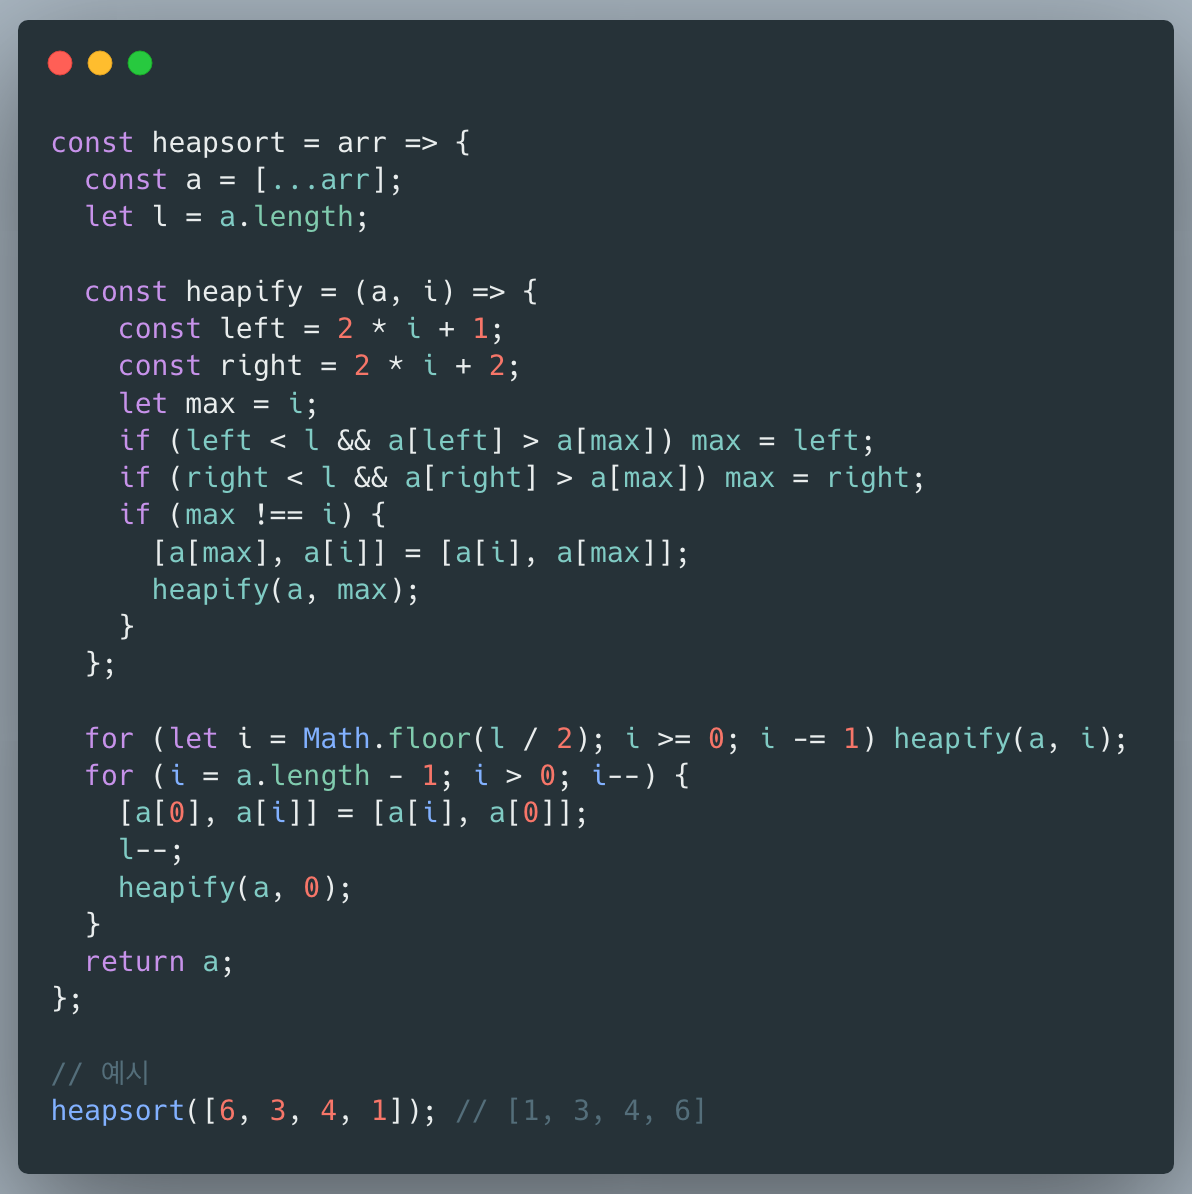 const heapsort = arr => {
  const a = [...arr];
  let l = a.length;

  const heapify = (a, i) => {
    const left = 2 * i + 1;
    const right = 2 * i + 2;
    let max = i;
    if (left < l && a[left] > a[max]) max = left;
    if (right < l && a[right] > a[max]) max = right;
    if (max !== i) {
      [a[max], a[i]] = [a[i], a[max]];
      heapify(a, max);
    }
  };

  for (let i = Math.floor(l / 2); i >= 0; i -= 1) heapify(a, i);
  for (i = a.length - 1; i > 0; i--) {
    [a[0], a[i]] = [a[i], a[0]];
    l--;
    heapify(a, 0);
  }
  return a;
};

// 예시
heapsort([6, 3, 4, 1]); // [1, 3, 4, 6]